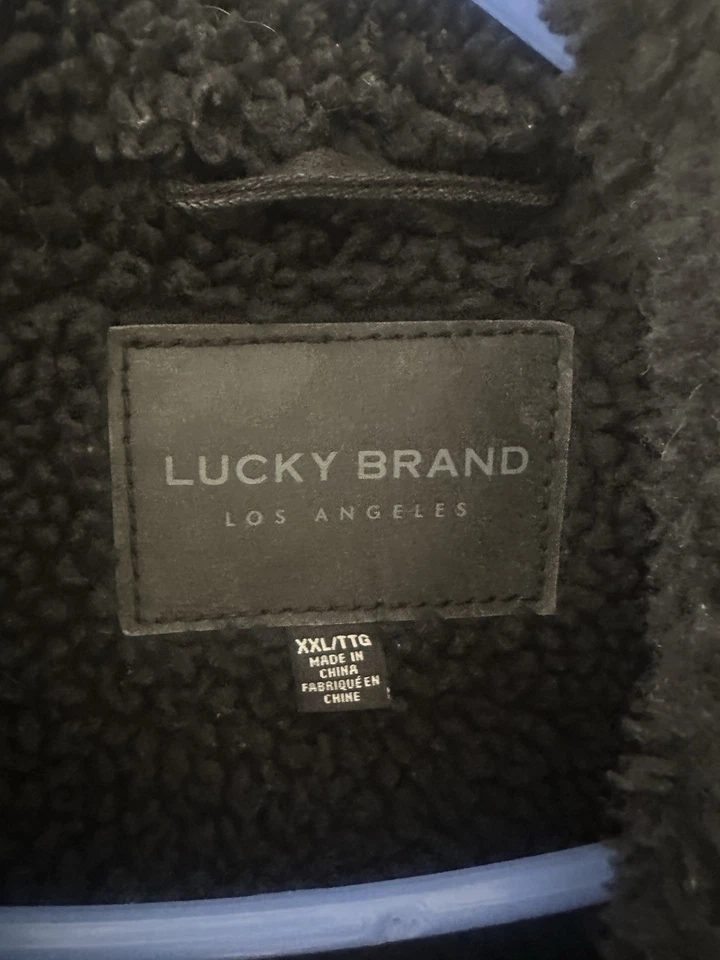 LUCKY BRAND
LOS ANGELES
XXL/TTG
MADE IN
CHINA
FABRIQUÉ EN
CHINE